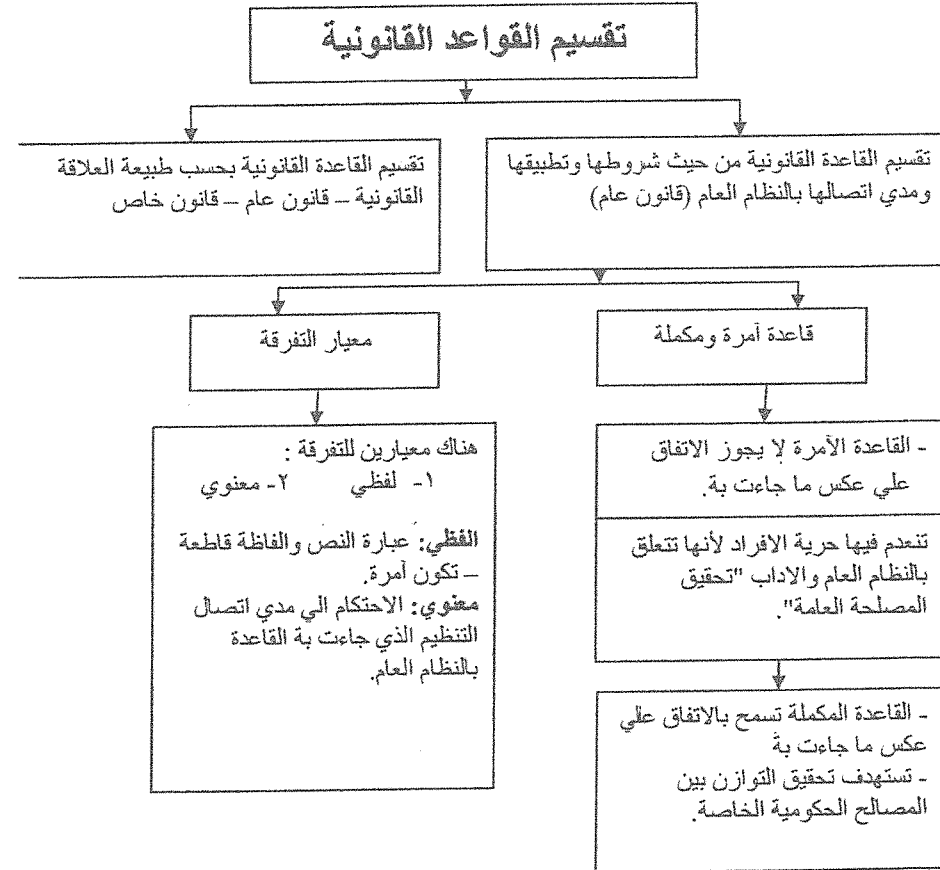 تقسيم القواعد القانونية
تقسيم القاعدة القانونية من حيث شروطها وتطبيقها
ومدي اتصالها بالنظام العام (قانون عام)
تقسيم القاعدة القانونية بحسب طبيعة العلاقة
القانونية – قانون عام – قانون خاص
قاعدة آمرة ومكملة
- القاعدة الآمرة لا يجوز الاتفاق
علي عكس ما جاءت بة.
تنعدم فيها حرية الافراد لأنها تتعلق
بالنظام العام والاداب "تحقيق
المصلحة العامة".
- القاعدة المكملة تسمح بالاتفاق علي
عكس ما جاءت بة
- تستهدف تحقيق التوازن بين
المصالح الحكومية الخاصة.
معيار التفرقة
هناك معيارين للتفرقة :
١- لفظي ٢- معنوي
الفظي: عبارة النص والفاظة قاطعة
– تكون آمرة.
معنوي: الاحتكام الي مدي اتصال
التنظيم الذي جاءت بة القاعدة
بالنظام العام.